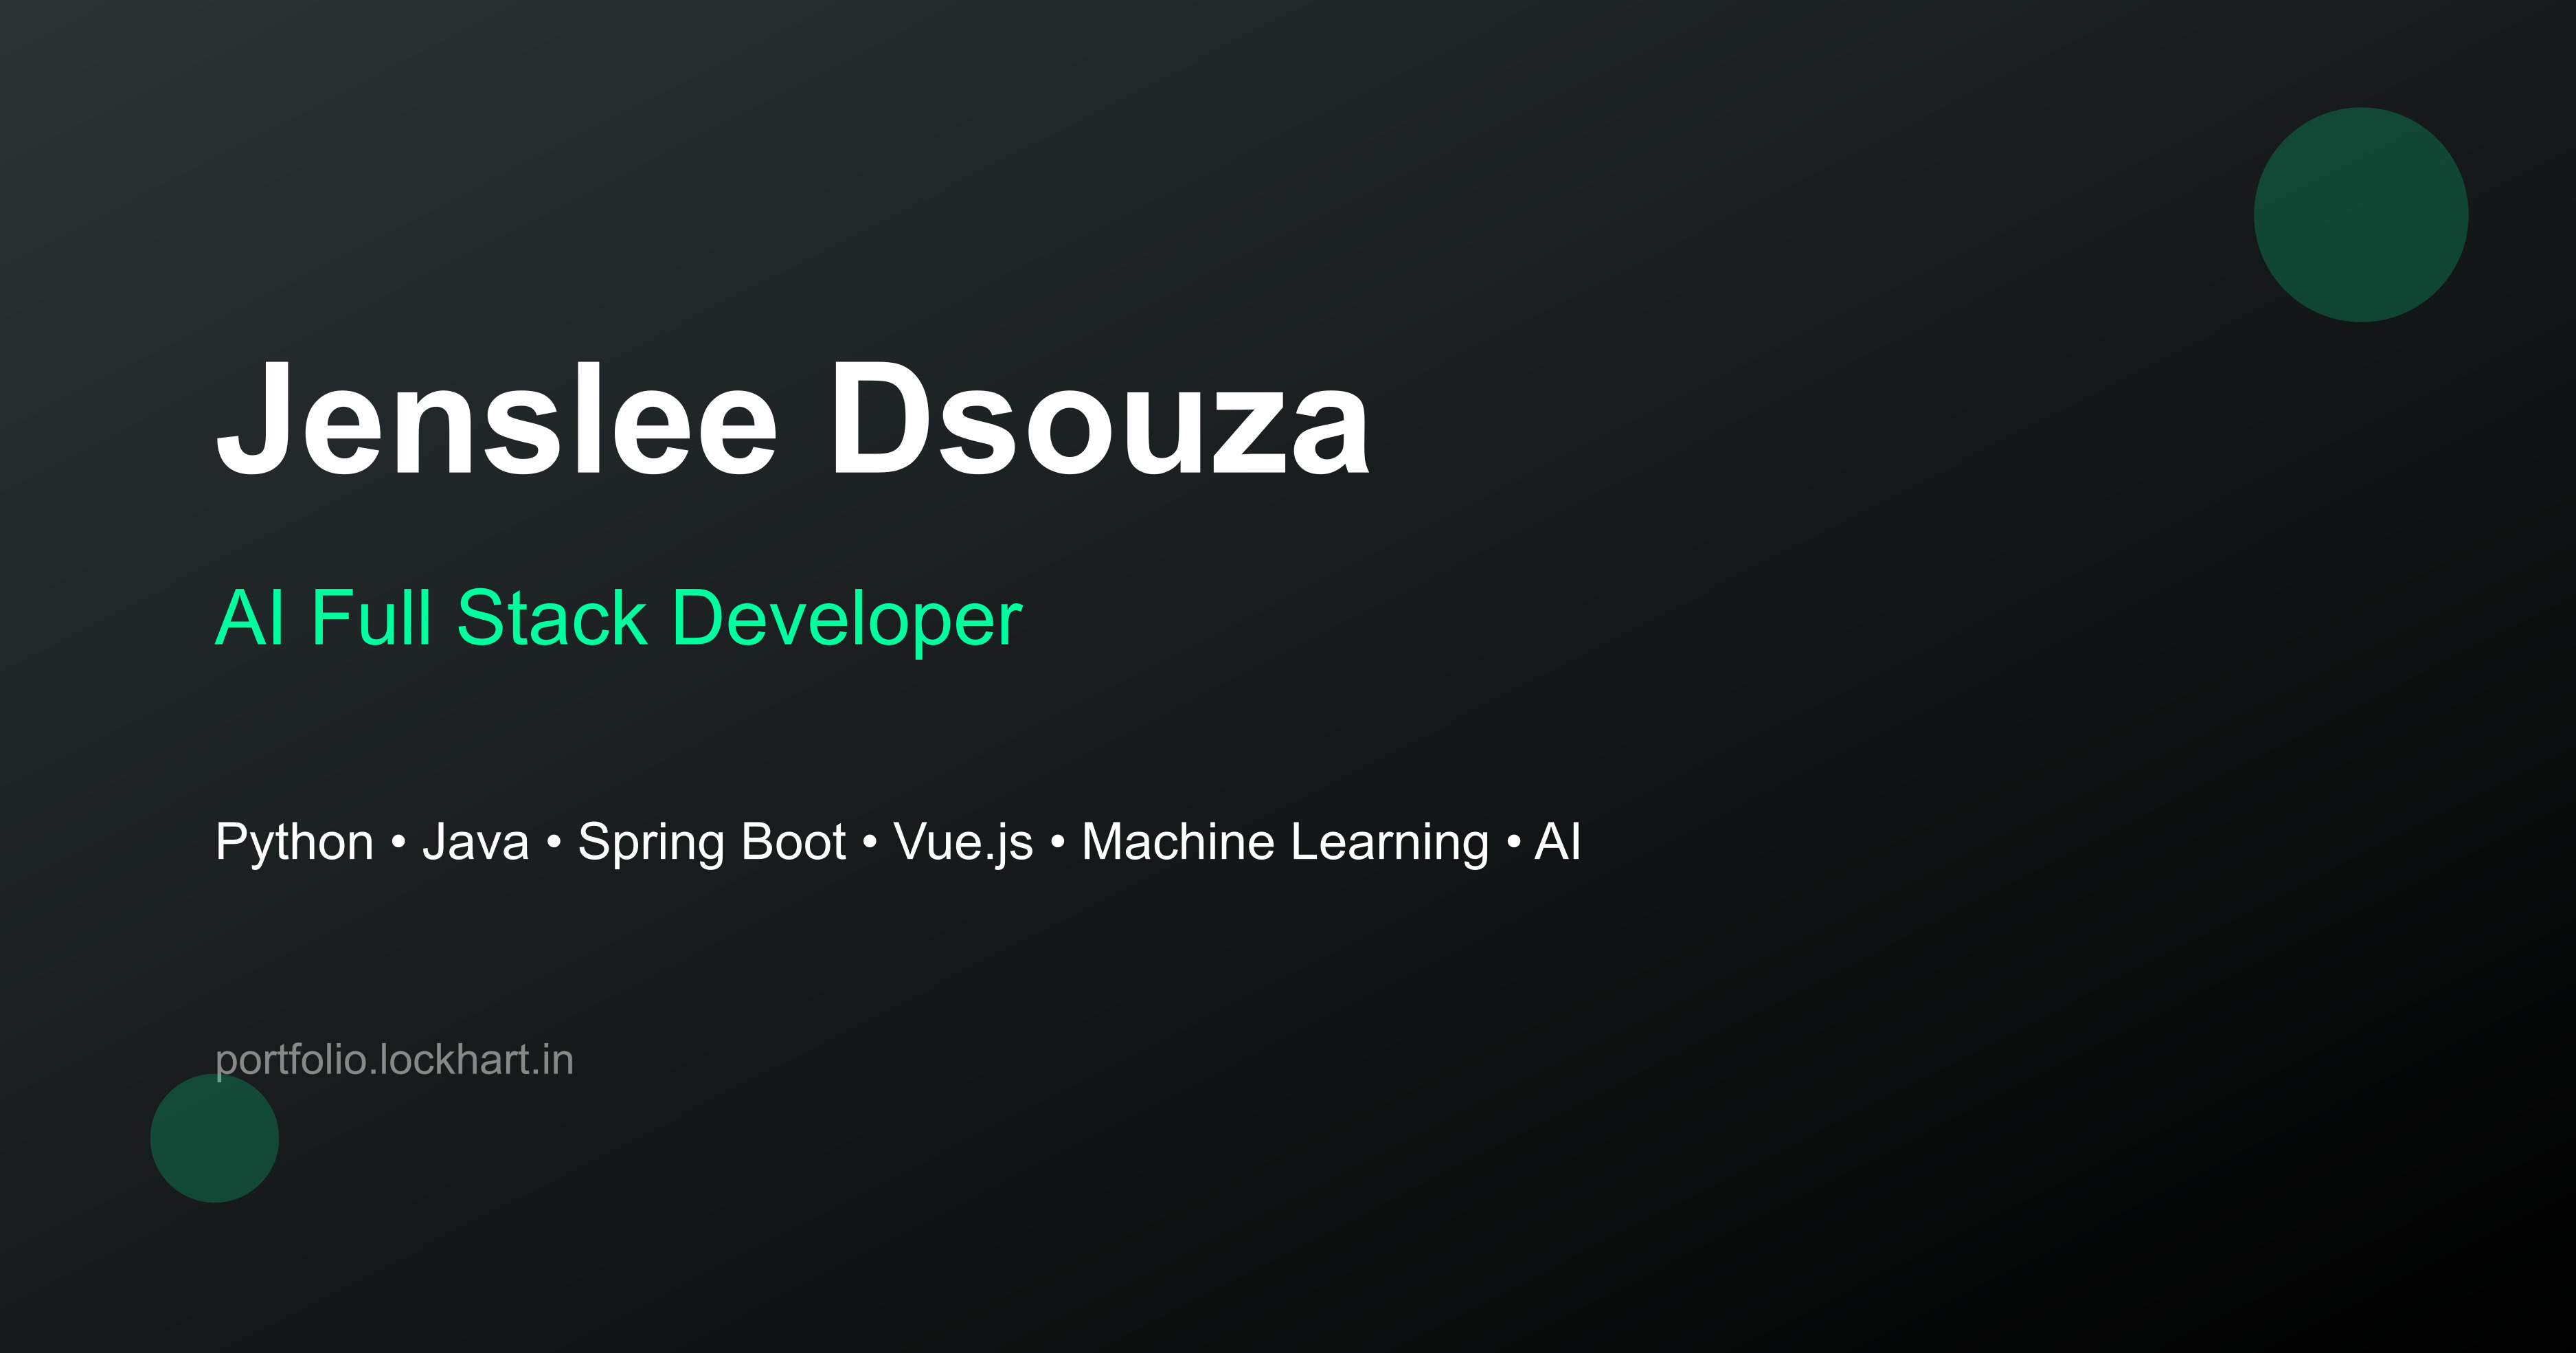 Jenslee Dsouza
AI Full Stack Developer
Python • Java • Spring Boot • Vue.js • Machine Learning • AI
portfolio.lockhart.in